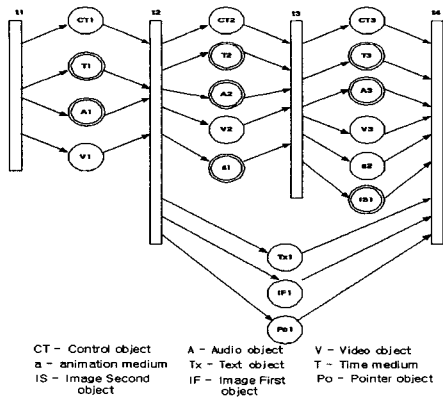 t1 t2 t3 t4
CT1 CT2 CT3
T1 T2 T3
A1 A2 A3
V1 V2 V3
a1 a2
IS1
Tx1
IF1
Po1
CT - Control object A - Audio object V - Video object
a - animation medium Tx - Text object T - Time medium
IS - Image Second object IF - Image First object Po - Pointer object